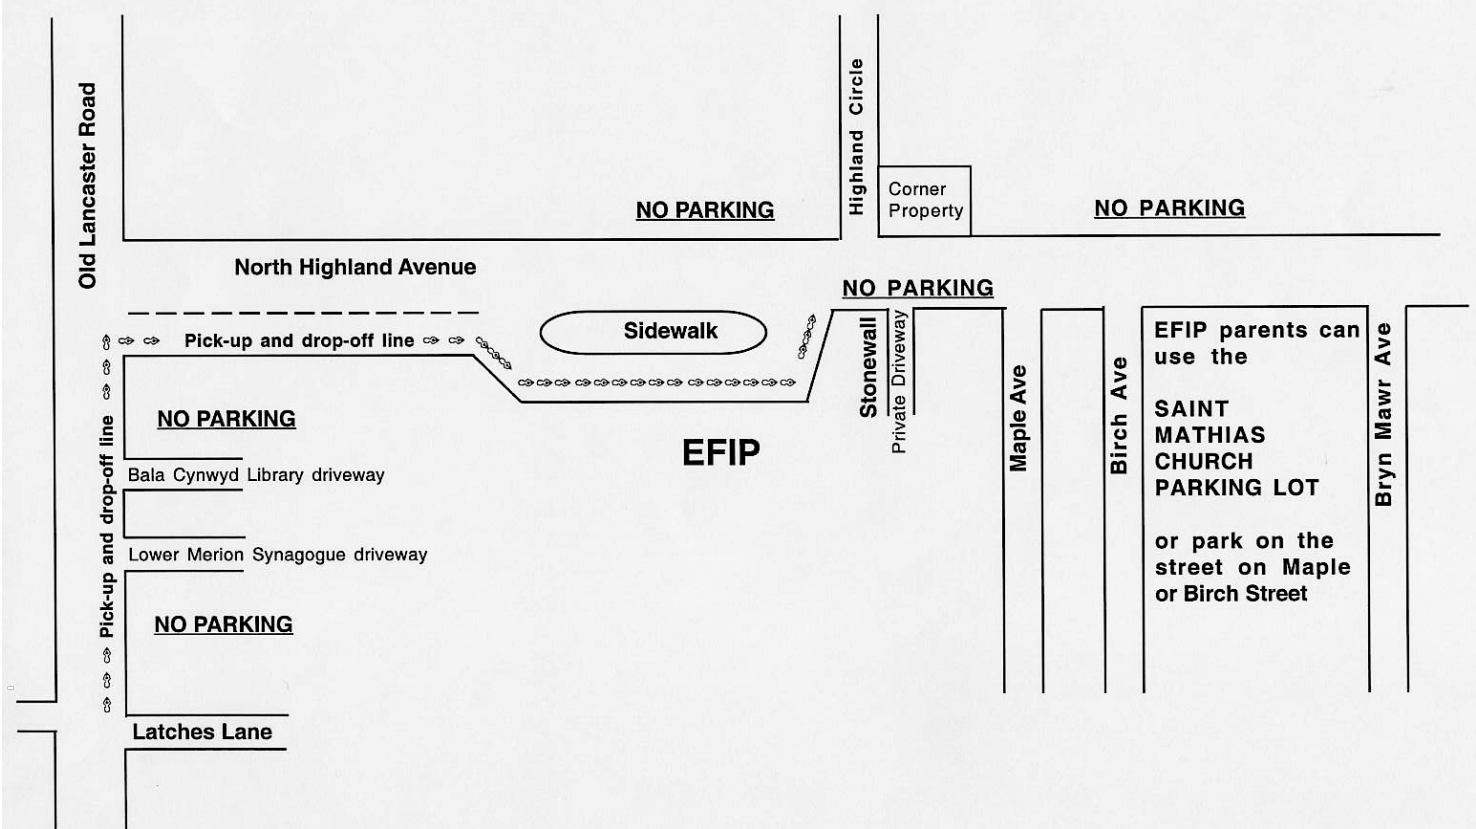 Old Lancaster Road
Highland Circle
Corner
Property
NO PARKING
NO PARKING
North Highland Avenue
NO PARKING
Sidewalk
Pick-up and drop-off line
Stonewall
Private Driveway
Maple Ave
Birch Ave
EFIP parents can
use the
SAINT
MATHIAS
CHURCH
PARKING LOT
or park on the
street on Maple
or Birch Street
Bryn Mawr Ave
NO PARKING
EFIP
Bala Cynwyd Library driveway
Pick-up and drop-off line
Lower Merion Synagogue driveway
NO PARKING
Latches Lane